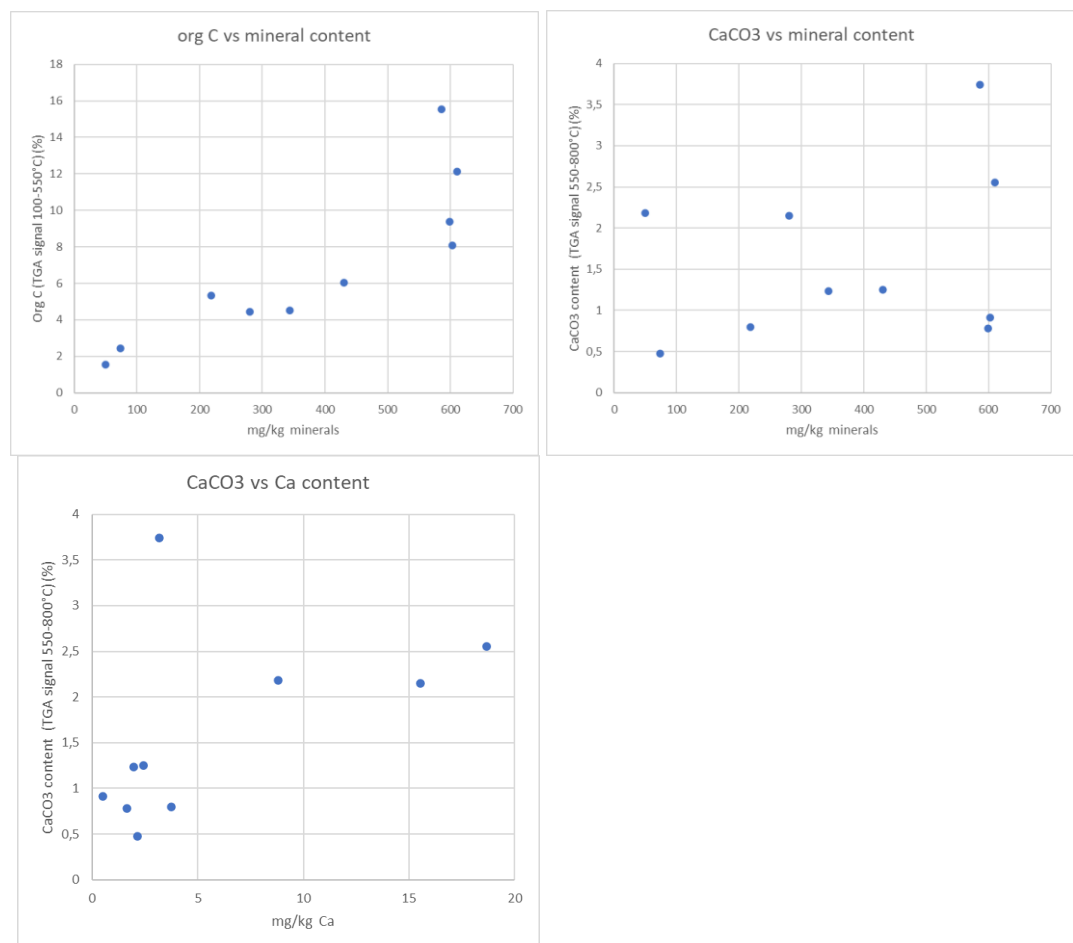 org C vs mineral content
Org C (TGA signal 100-550°C) (%)
18
16
14
12
10
8
6
4
2
0
0 100 200 300 400 500 600 700
mg/kg minerals
CaCO3 vs mineral content
CaCO3 content (TGA signal 550-800°C) (%)
4
3,5
3
2,5
2
1,5
1
0,5
0
0 100 200 300 400 500 600 700
mg/kg minerals
CaCO3 vs Ca content
CaCO3 content (TGA signal 550-800°C) (%)
4
3,5
3
2,5
2
1,5
1
0,5
0
0 5 10 15 20
mg/kg Ca